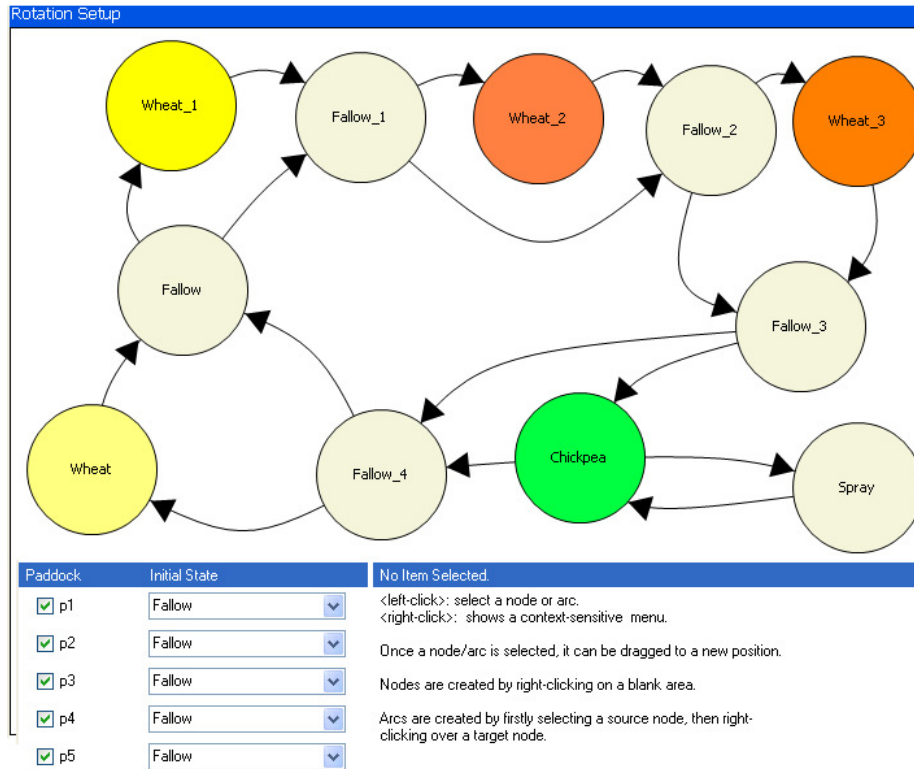 Rotation Setup
Wheat_1
Fallow_1
Wheat_2
Fallow_2
Wheat_3
Fallow
Fallow_3
Wheat
Fallow_4
Chickpea
Spray
Paddock Initial State No Item Selected.
p1 Fallow
<left-click>: select a node or arc.
<right-click>: shows a context-sensitive menu.
p2 Fallow
Once a node/arc is selected, it can be dragged to a new position.
p3 Fallow
Nodes are created by right-clicking on a blank area.
p4 Fallow
Arcs are created by firstly selecting a source node, then right-
clicking over a target node.
p5 Fallow